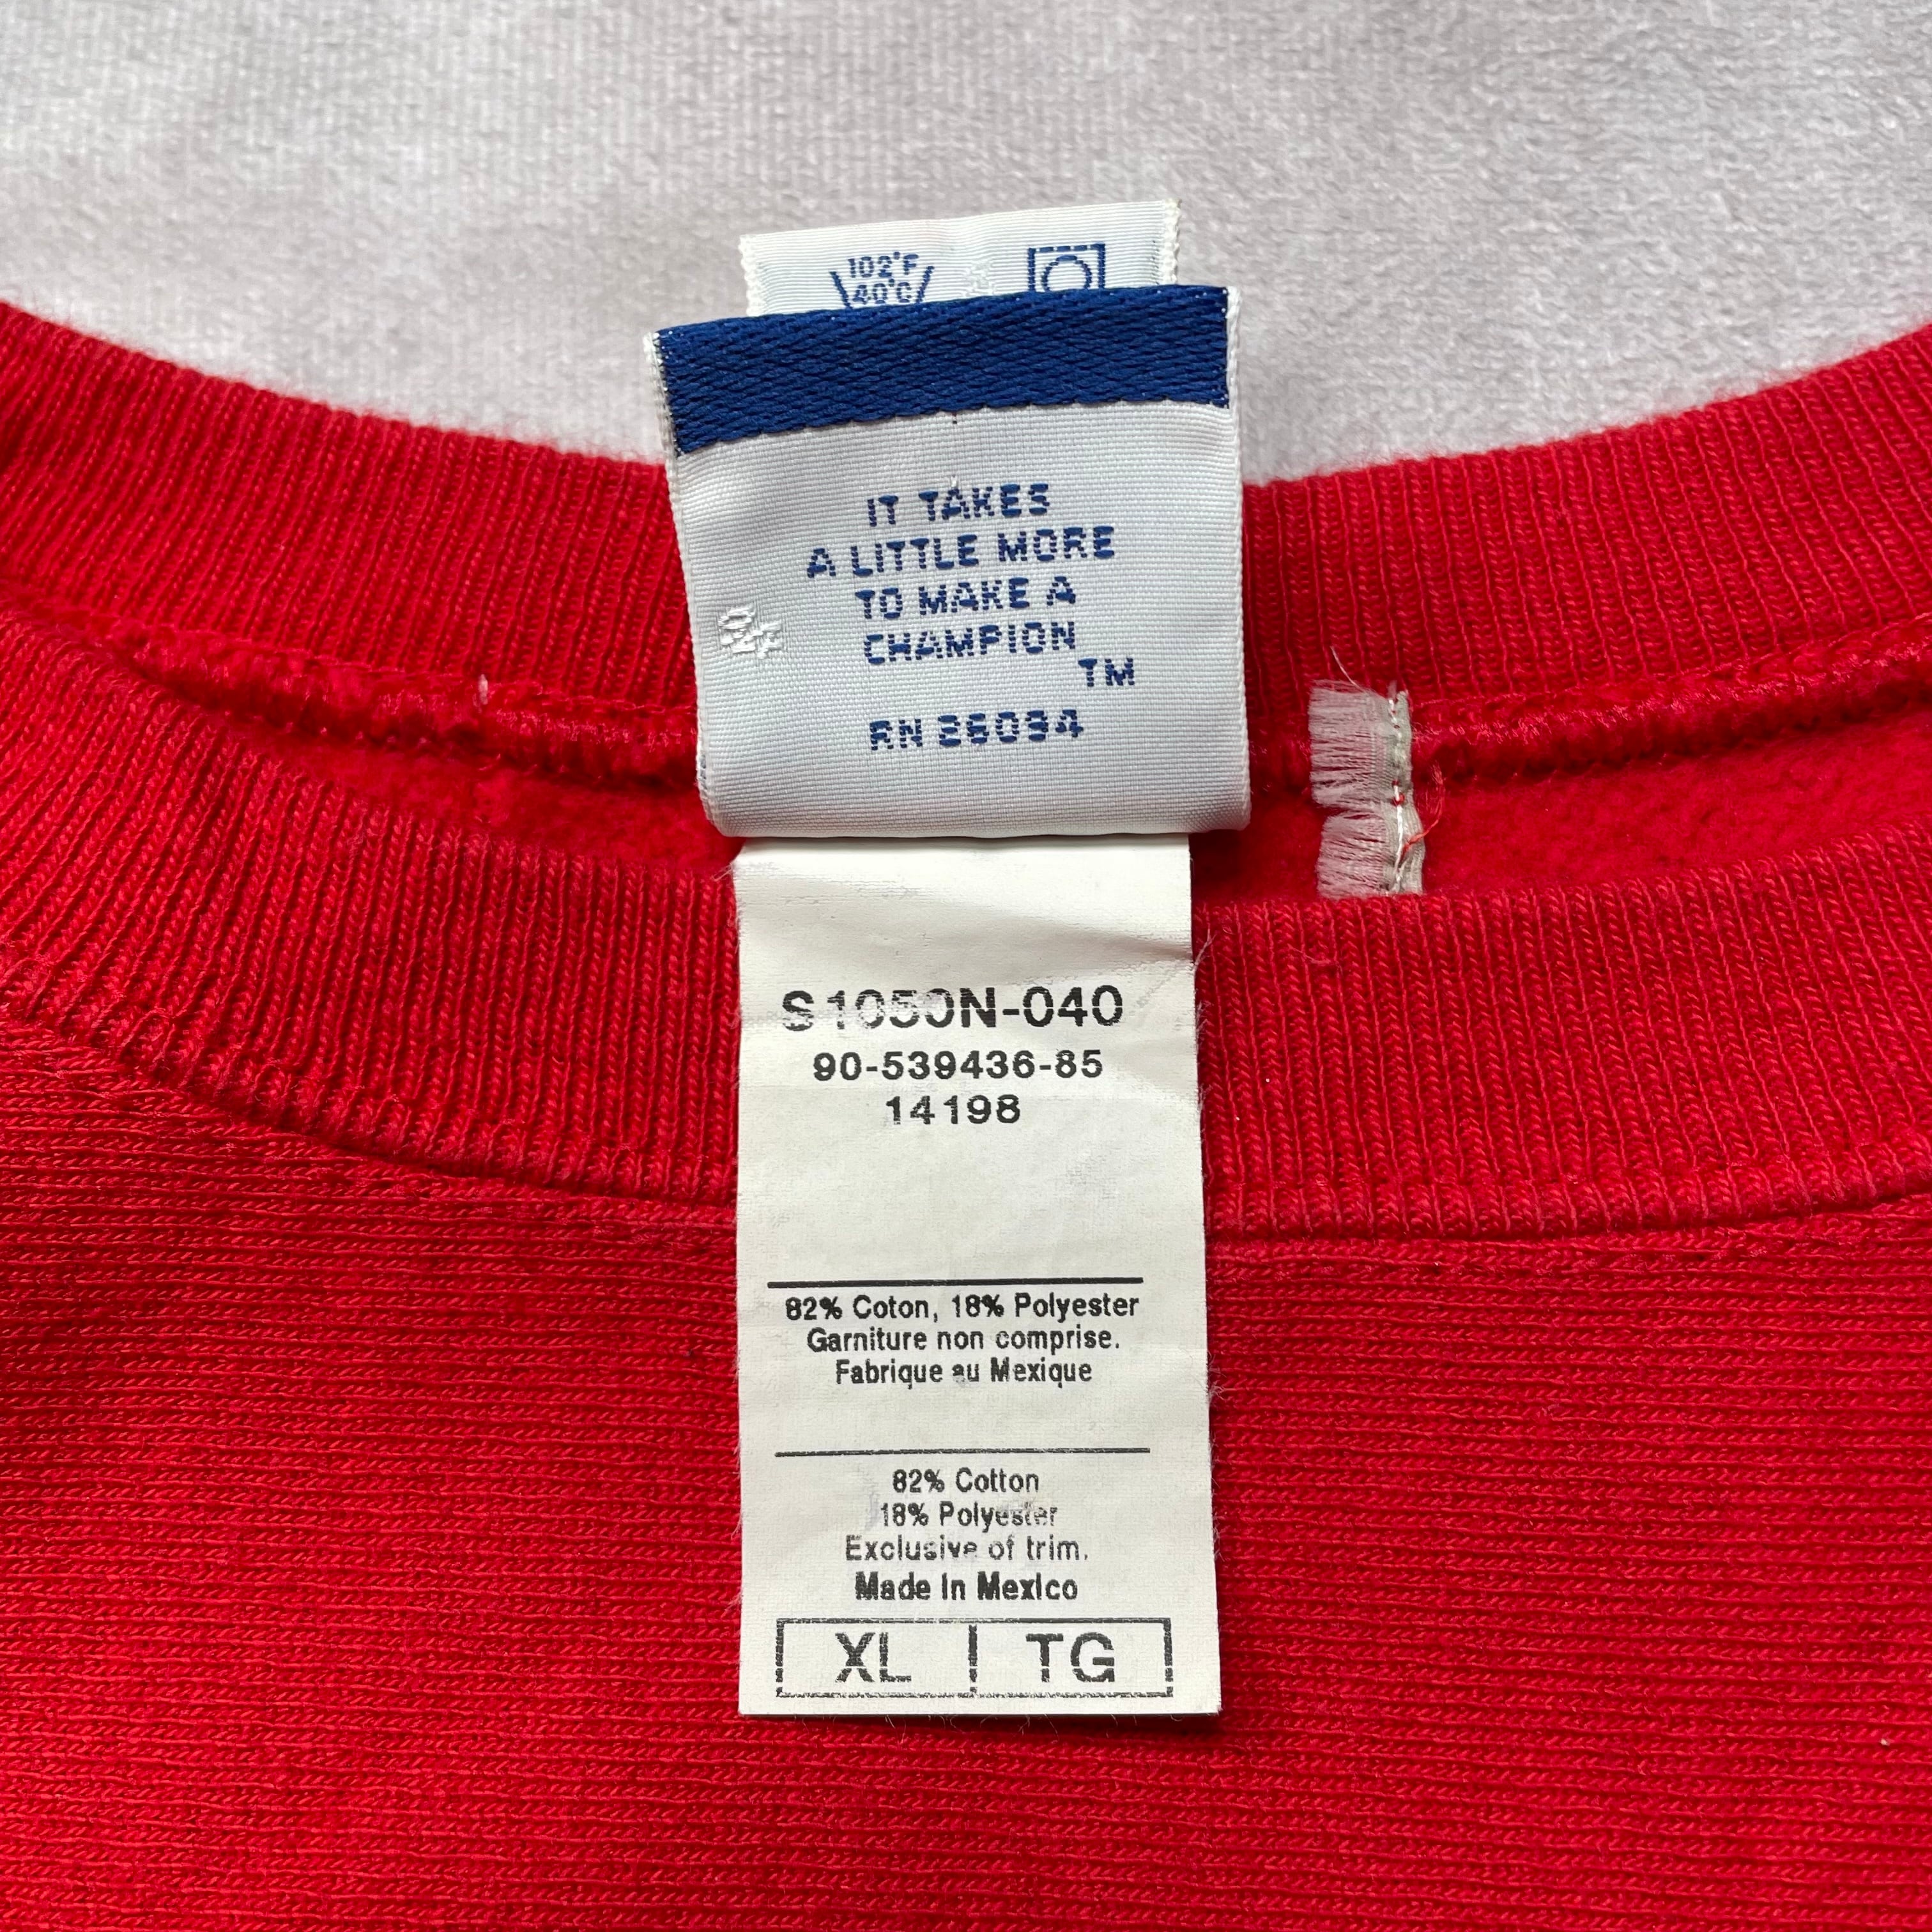 102°F
40°C
IT TAKES
A LITTLE MORE
TO MAKE A
CHAMPION
TM
RN 26094
S1050N-040
90-539436-85
14198
82% Coton, 18% Polyester
Garniture non comprise.
Fabrique au Mexique
82% Cotton
18% Polyester
Exclusive of trim.
Made in Mexico
XL | TG